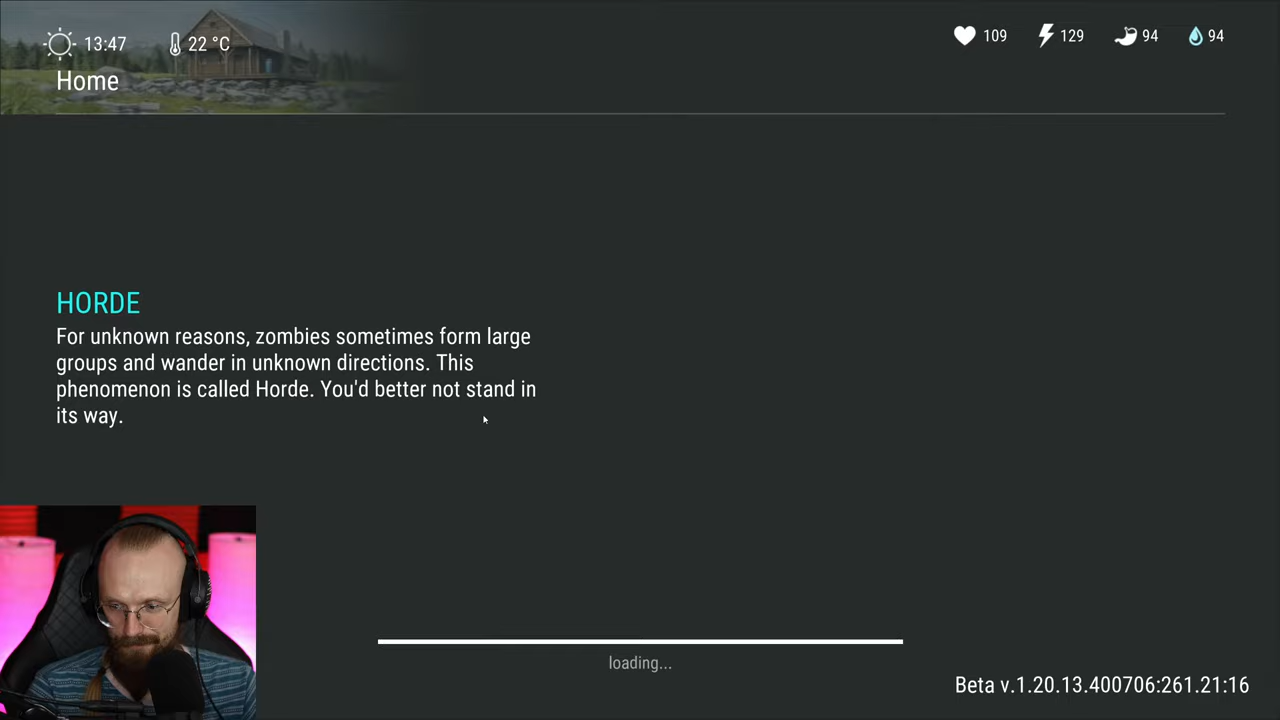 13:47 22 °C 109 129 94 94
Home
HORDE
For unknown reasons, zombies sometimes form large
groups and wander in unknown directions. This
phenomenon is called Horde. You'd better not stand in
its way.
loading...
Beta v.1.20.13.400706:261.21:16